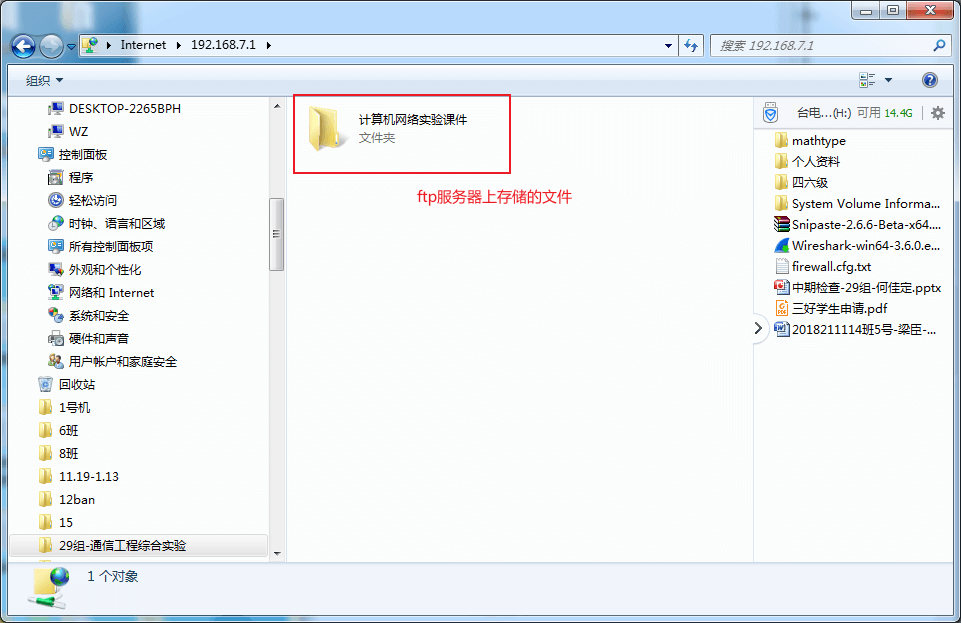 Internet
192.168.7.1
搜索 192.168.7.1
组织
DESKTOP-2265BPH
WZ
控制面板
程序
轻松访问
时钟、语言和区域
所有控制面板项
外观和个性化
网络和 Internet
系统和安全
硬件和声音
用户帐户和家庭安全
回收站
1号机
6班
8班
11.19-1.13
12ban
15
29组-通信工程综合实验
计算机网络实验课件
文件夹
ftp服务器上存储的文件
台电...(H:) 可用 14.4G
mathtype
个人资料
四六级
System Volume Informa...
Snipaste-2.6.6-Beta-x64....
Wireshark-win64-3.6.0.e...
firewall.cfg.txt
中期检查-29组-何佳定.pptx
三好学生申请.pdf
2018211114班5号-梁臣-...
1 个对象